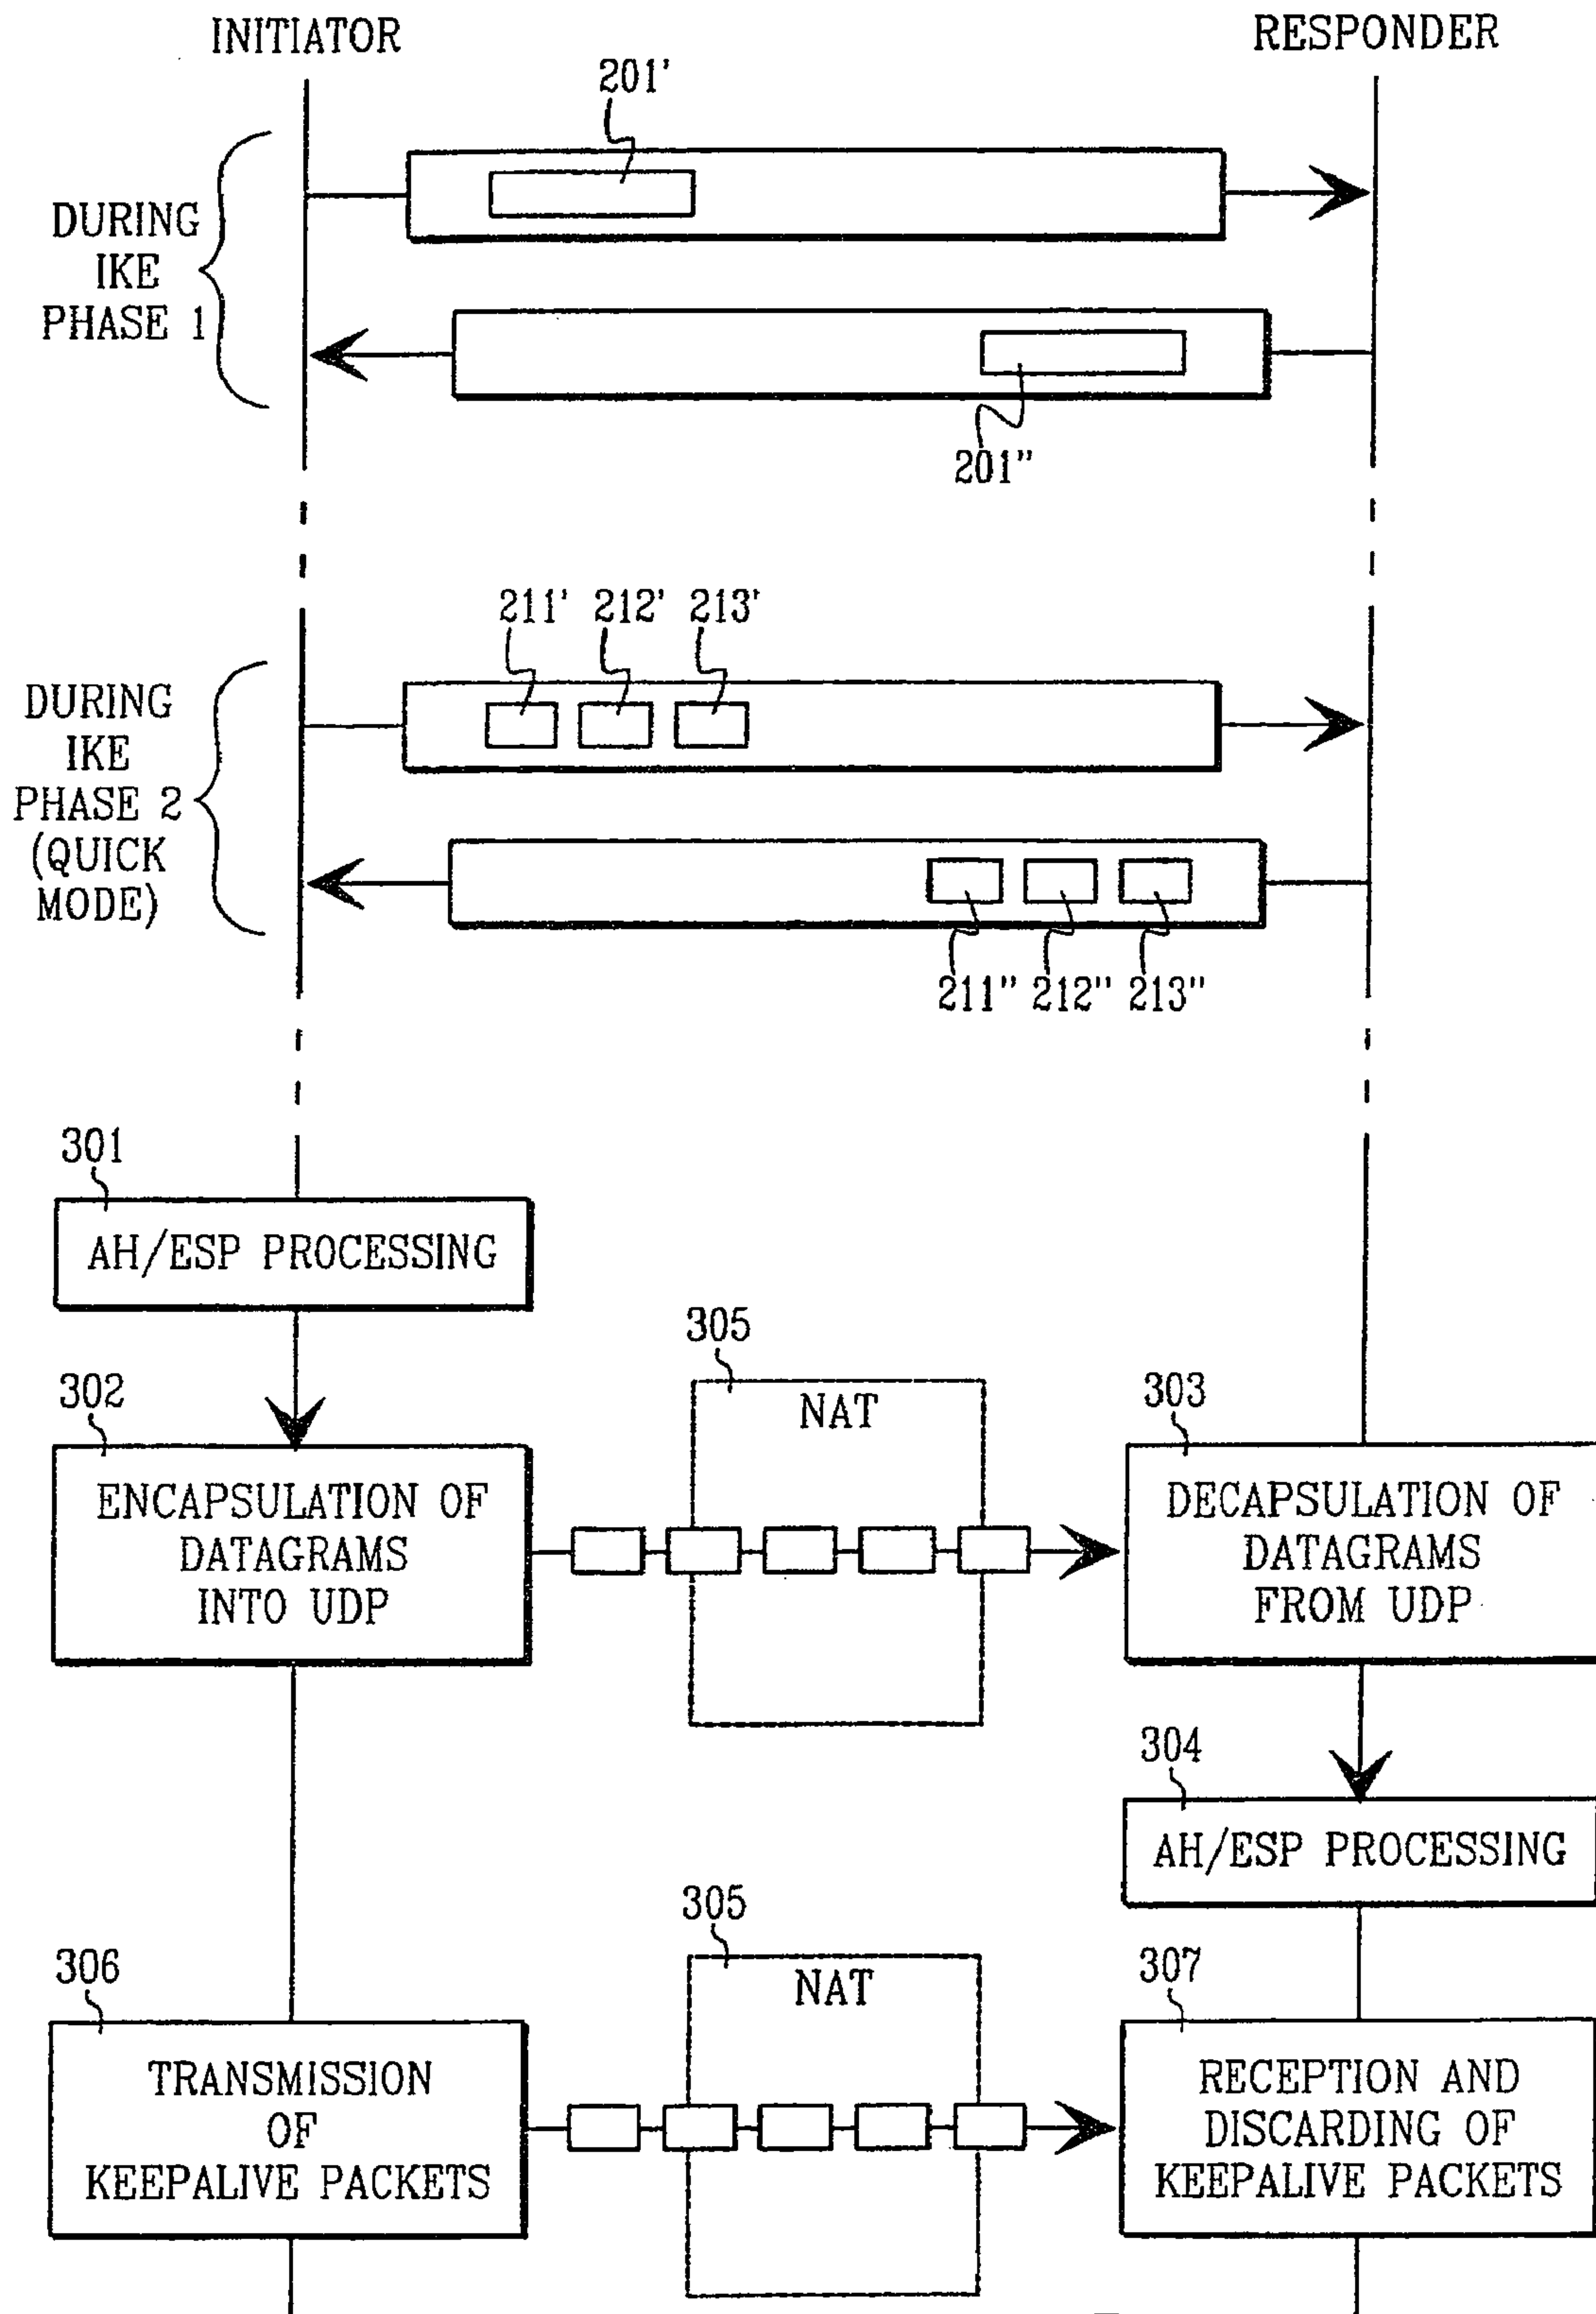 INITIATOR
RESPONDER
201'
DURING
IKE
PHASE 1
201"
211' 212' 213'
DURING
IKE
PHASE 2
(QUICK
MODE)
211" 212" 213"
301
AH/ESP PROCESSING
305
NAT
302
303
ENCAPSULATION OF
DATAGRAMS
INTO UDP
DECAPSULATION OF
DATAGRAMS
FROM UDP
304
AH/ESP PROCESSING
305
NAT
306
307
TRANSMISSION
OF
KEEPALIVE PACKETS
RECEPTION AND
DISCARDING OF
KEEPALIVE PACKETS